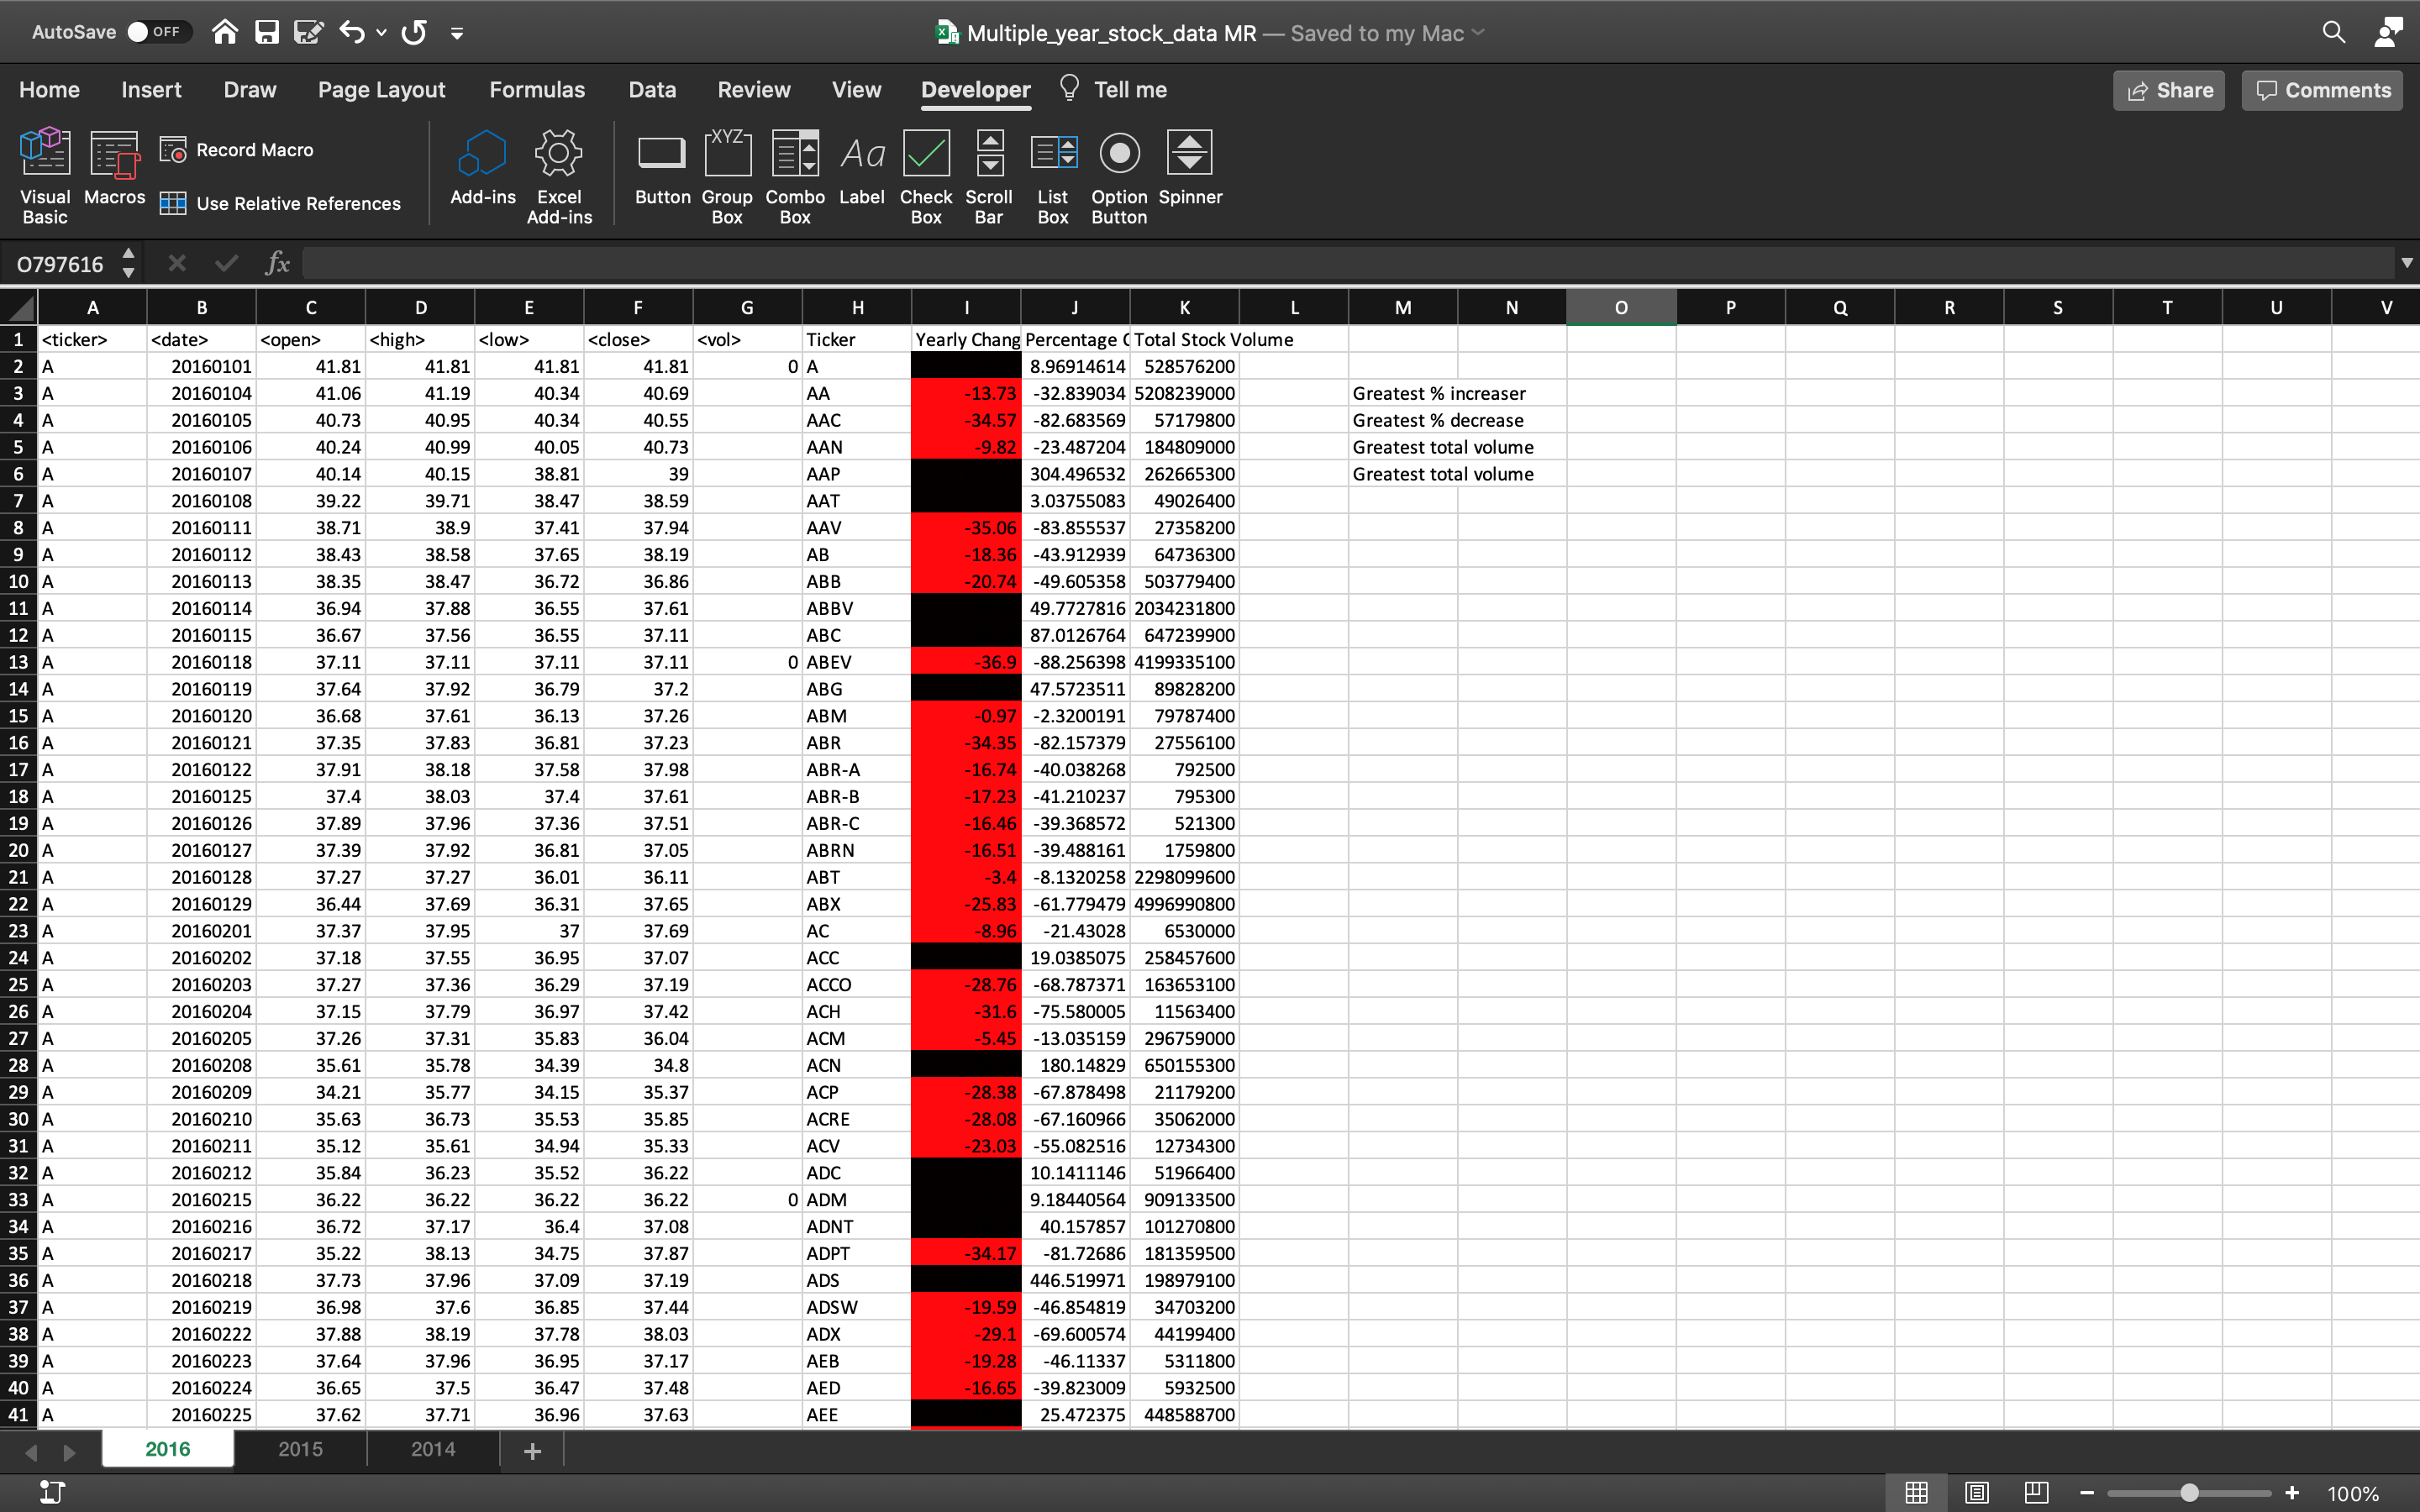 AutoSave OFF Multiple_year_stock_data MR — Saved to my Mac
Home Insert Draw Page Layout Formulas Data Review View Developer Tell me Share Comments
Visual Basic Macros Record Macro Use Relative References Add-ins Excel Add-ins Button Group Box XYZ Combo Box Label Aa Check Box Scroll Bar List Box Option Button Spinner
O797616 fx
A B C D E F G H I J K L M N O P Q R S T U V
1 <ticker> <date> <open> <high> <low> <close> <vol> Ticker Yearly Chang Percentage C Total Stock Volume
2 A 20160101 41.81 41.81 41.81 41.81 0 A 8.96914614 528576200
3 A 20160104 41.06 41.19 40.34 40.69 AA -13.73 -32.839034 5208239000 Greatest % increaser
4 A 20160105 40.73 40.95 40.34 40.55 AAC -34.57 -82.683569 57179800 Greatest % decrease
5 A 20160106 40.24 40.99 40.05 40.73 AAN -9.82 -23.487204 184809000 Greatest total volume
6 A 20160107 40.14 40.15 38.81 39 AAP 304.496532 262665300 Greatest total volume
7 A 20160108 39.22 39.71 38.47 38.59 AAT 3.03755083 49026400
8 A 20160111 38.71 38.9 37.41 37.94 AAV -35.06 -83.855537 27358200
9 A 20160112 38.43 38.58 37.65 38.19 AB -18.36 -43.912939 64736300
10 A 20160113 38.35 38.47 36.72 36.86 ABB -20.74 -49.605358 503779400
11 A 20160114 36.94 37.88 36.55 37.61 ABBV 49.7727816 2034231800
12 A 20160115 36.67 37.56 36.55 37.11 ABC 87.0126764 647239900
13 A 20160118 37.11 37.11 37.11 37.11 0 ABEV -36.9 -88.256398 4199335100
14 A 20160119 37.64 37.92 36.79 37.2 ABG 47.5723511 89828200
15 A 20160120 36.68 37.61 36.13 37.26 ABM -0.97 -2.3200191 79787400
16 A 20160121 37.35 37.83 36.81 37.23 ABR -34.35 -82.157379 27556100
17 A 20160122 37.91 38.18 37.58 37.98 ABR-A -16.74 -40.038268 792500
18 A 20160125 37.4 38.03 37.4 37.61 ABR-B -17.23 -41.210237 795300
19 A 20160126 37.89 37.96 37.36 37.51 ABR-C -16.46 -39.368572 521300
20 A 20160127 37.39 37.92 36.81 37.05 ABRN -16.51 -39.488161 1759800
21 A 20160128 37.27 37.27 36.01 36.11 ABT -3.4 -8.1320258 2298099600
22 A 20160129 36.44 37.69 36.31 37.65 ABX -25.83 -61.779479 4996990800
23 A 20160201 37.37 37.95 37 37.69 AC -8.96 -21.43028 6530000
24 A 20160202 37.18 37.55 36.95 37.07 ACC 19.0385075 258457600
25 A 20160203 37.27 37.36 36.29 37.19 ACCO -28.76 -68.787371 163653100
26 A 20160204 37.15 37.79 36.97 37.42 ACH -31.6 -75.580005 11563400
27 A 20160205 37.26 37.31 35.83 36.04 ACM -5.45 -13.035159 296759000
28 A 20160208 35.61 35.78 34.39 34.8 ACN 180.14829 650155300
29 A 20160209 34.21 35.77 34.15 35.37 ACP -28.38 -67.878498 21179200
30 A 20160210 35.63 36.73 35.53 35.85 ACRE -28.08 -67.160966 35062000
31 A 20160211 35.12 35.61 34.94 35.33 ACV -23.03 -55.082516 12734300
32 A 20160212 35.84 36.23 35.52 36.22 ADC 10.1411146 51966400
33 A 20160215 36.22 36.22 36.22 36.22 0 ADM 9.18440564 909133500
34 A 20160216 36.72 37.17 36.4 37.08 ADNT 40.157857 101270800
35 A 20160217 35.22 38.13 34.75 37.87 ADPT -34.17 -81.72686 181359500
36 A 20160218 37.73 37.96 37.09 37.19 ADS 446.519971 198979100
37 A 20160219 36.98 37.6 36.85 37.44 ADSW -19.59 -46.854819 34703200
38 A 20160222 37.88 38.19 37.78 38.03 ADX -29.1 -69.600574 44199400
39 A 20160223 37.64 37.96 36.95 37.17 AEB -19.28 -46.11337 5311800
40 A 20160224 36.65 37.5 36.47 37.48 AED -16.65 -39.823009 5932500
41 A 20160225 37.62 37.71 36.96 37.63 AEE 25.472375 448588700
2016 2015 2014 +
100%